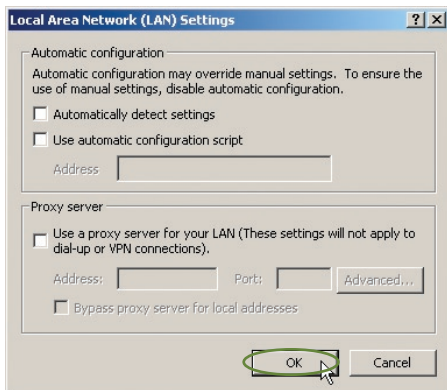 Local Area Network (LAN) Settings
Automatic configuration
Automatic configuration may override manual settings. To ensure the
use of manual settings, disable automatic configuration.
Automatically detect settings
Use automatic configuration script
Address
Proxy server
Use a proxy server for your LAN (These settings will not apply to
dial-up or VPN connections).
Address:
Port:
Advanced...
Bypass proxy server for local addresses
OK
Cancel